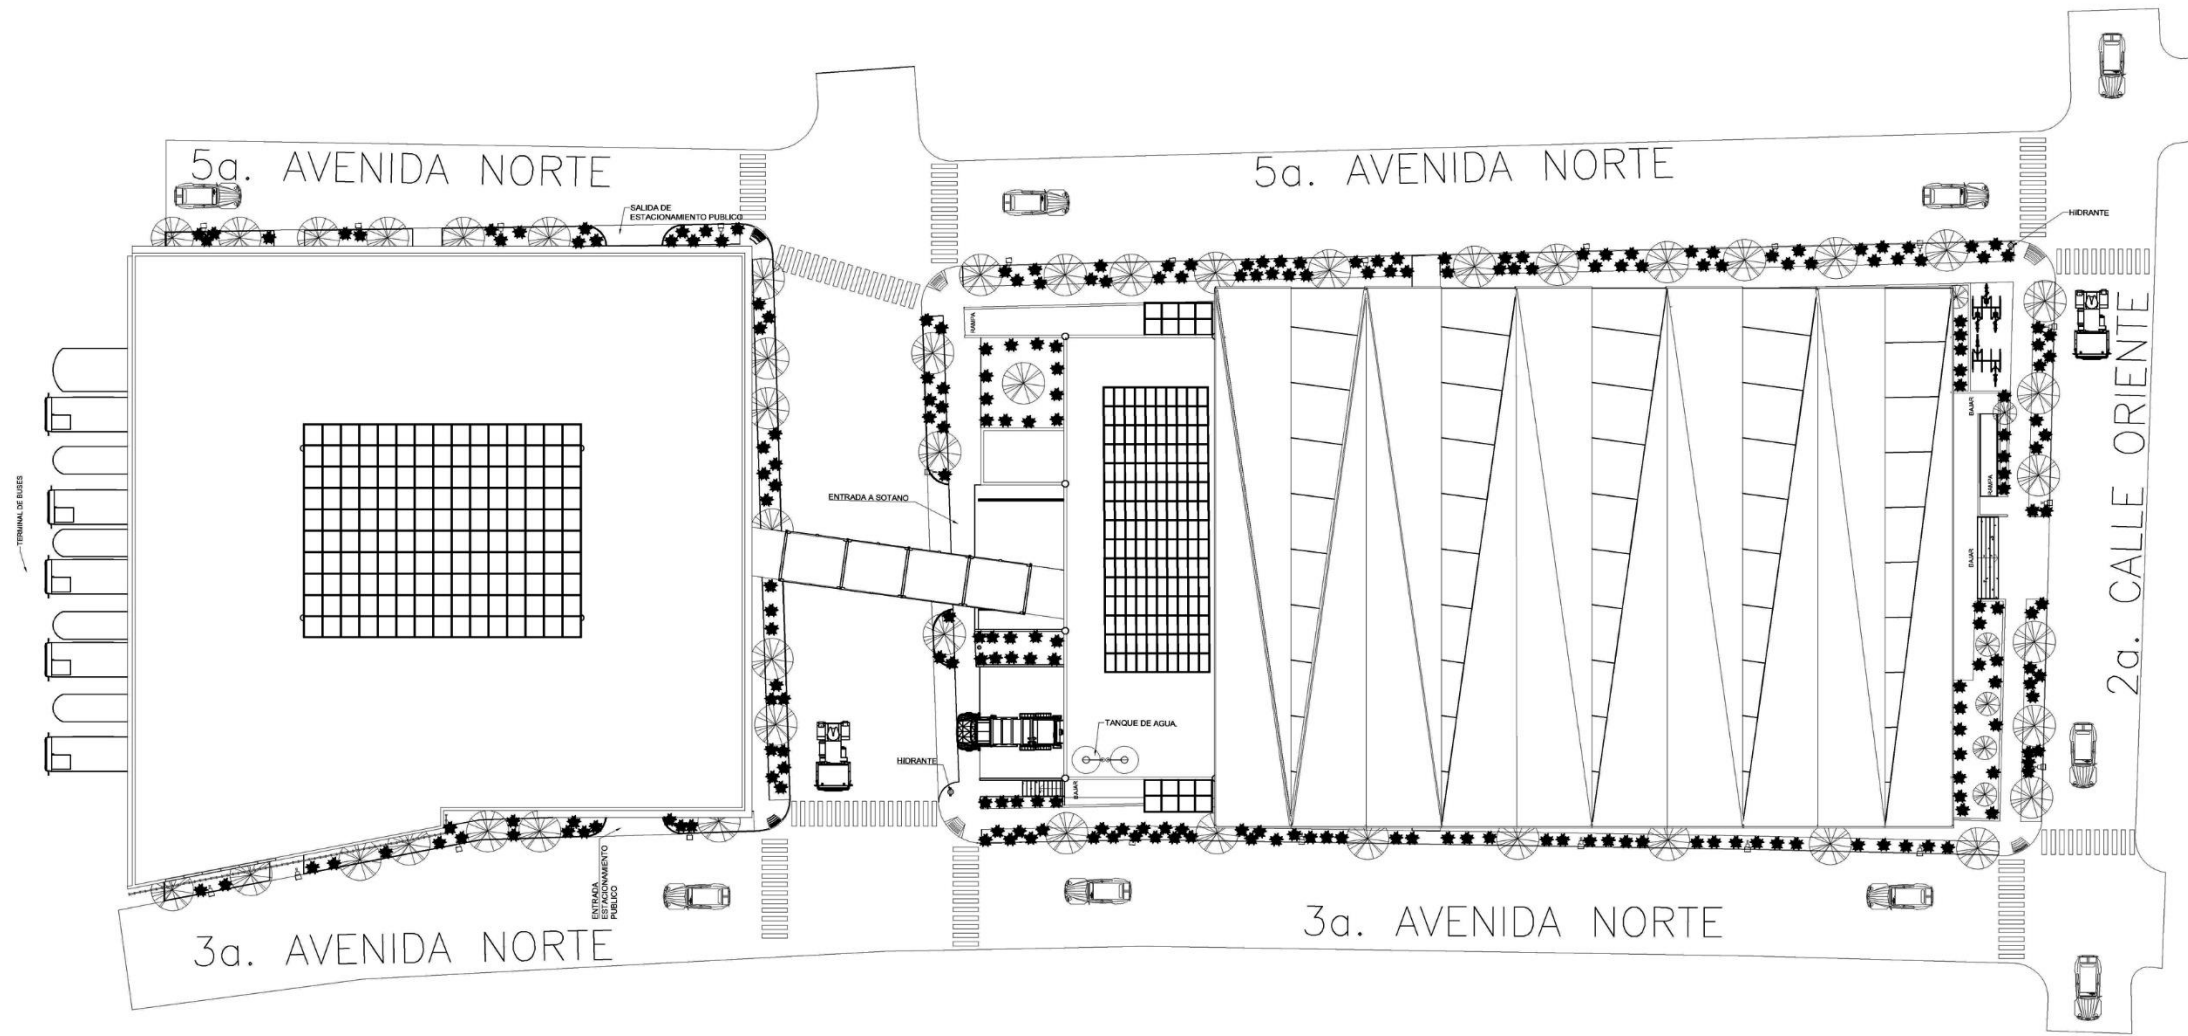 5a. AVENIDA NORTE
5a. AVENIDA NORTE
SALIDA DE
ESTACIONAMIENTO PUBLICO
HIDRANTE
RAMPA
BAJAR
2a. CALLE ORIENTE
TERMINAL DE BUSES
ENTRADA A SOTANO
RAMPA
BAJAR
TANQUE DE AGUA.
HIDRANTE
BAJAR
ENTRADA
ESTACIONAMIENTO
PUBLICO
3a. AVENIDA NORTE
3a. AVENIDA NORTE